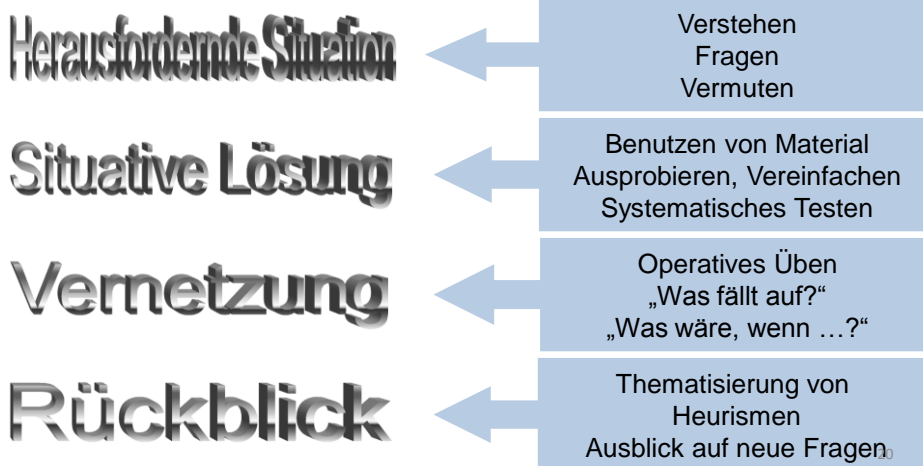 Herausfordernde Situation
Verstehen
Fragen
Vermuten
Situative Lösung
Benutzen von Material
Ausprobieren, Vereinfachen
Systematisches Testen
Vernetzung
Operatives Üben
„Was fällt auf?“
„Was wäre, wenn …?“
Rückblick
Thematisierung von
Heurismen
Ausblick auf neue Fragen
20